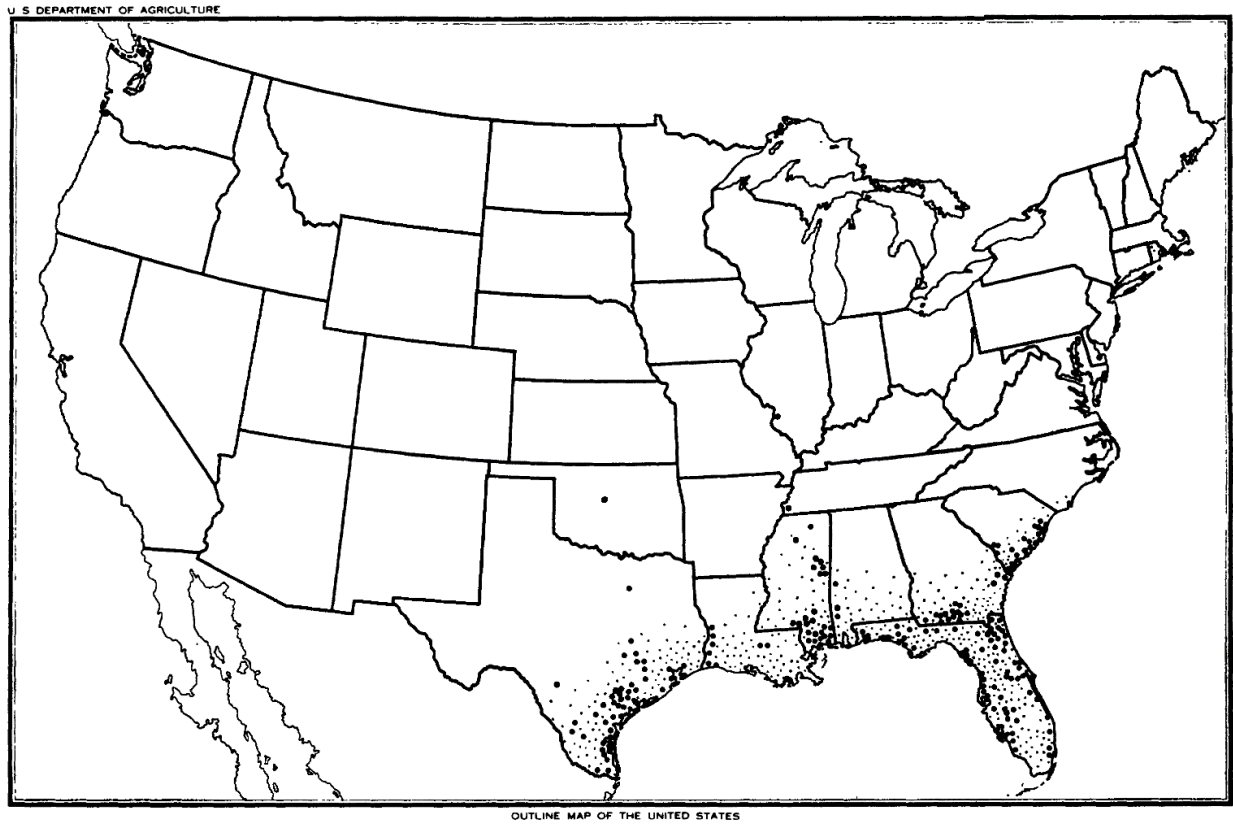 U S DEPARTMENT OF AGRICULTURE
OUTLINE MAP OF THE UNITED STATES